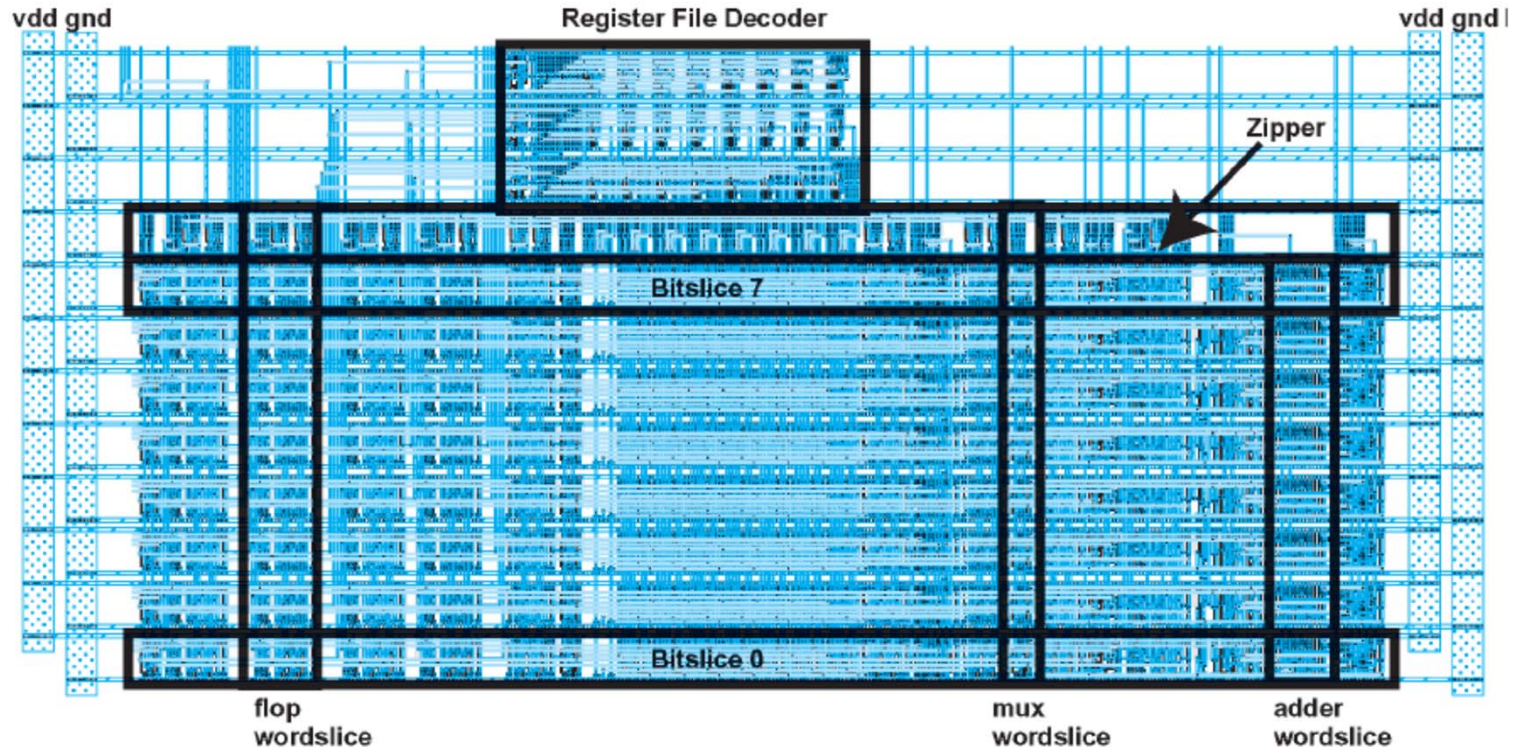 vdd gnd
Register File Decoder
vdd gnd
Zipper
Bitslice 7
Bitslice 0
flop
wordslice
mux
wordslice
adder
wordslice